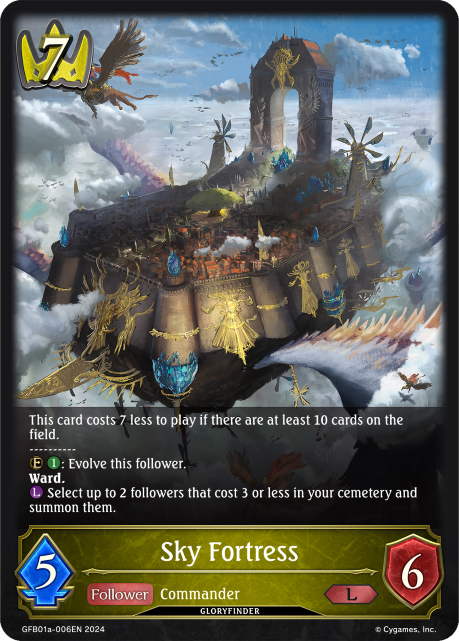 7
This card costs 7 less to play if there are at least 10 cards on the
field.
----------
E 1: Evolve this follower.
Ward.
L Select up to 2 followers that cost 3 or less in your cemetery and
summon them.
Sky Fortress
5 Follower Commander L 6
GLORYFINDER
GFB01a-006EN 2024 © Cygames, Inc.